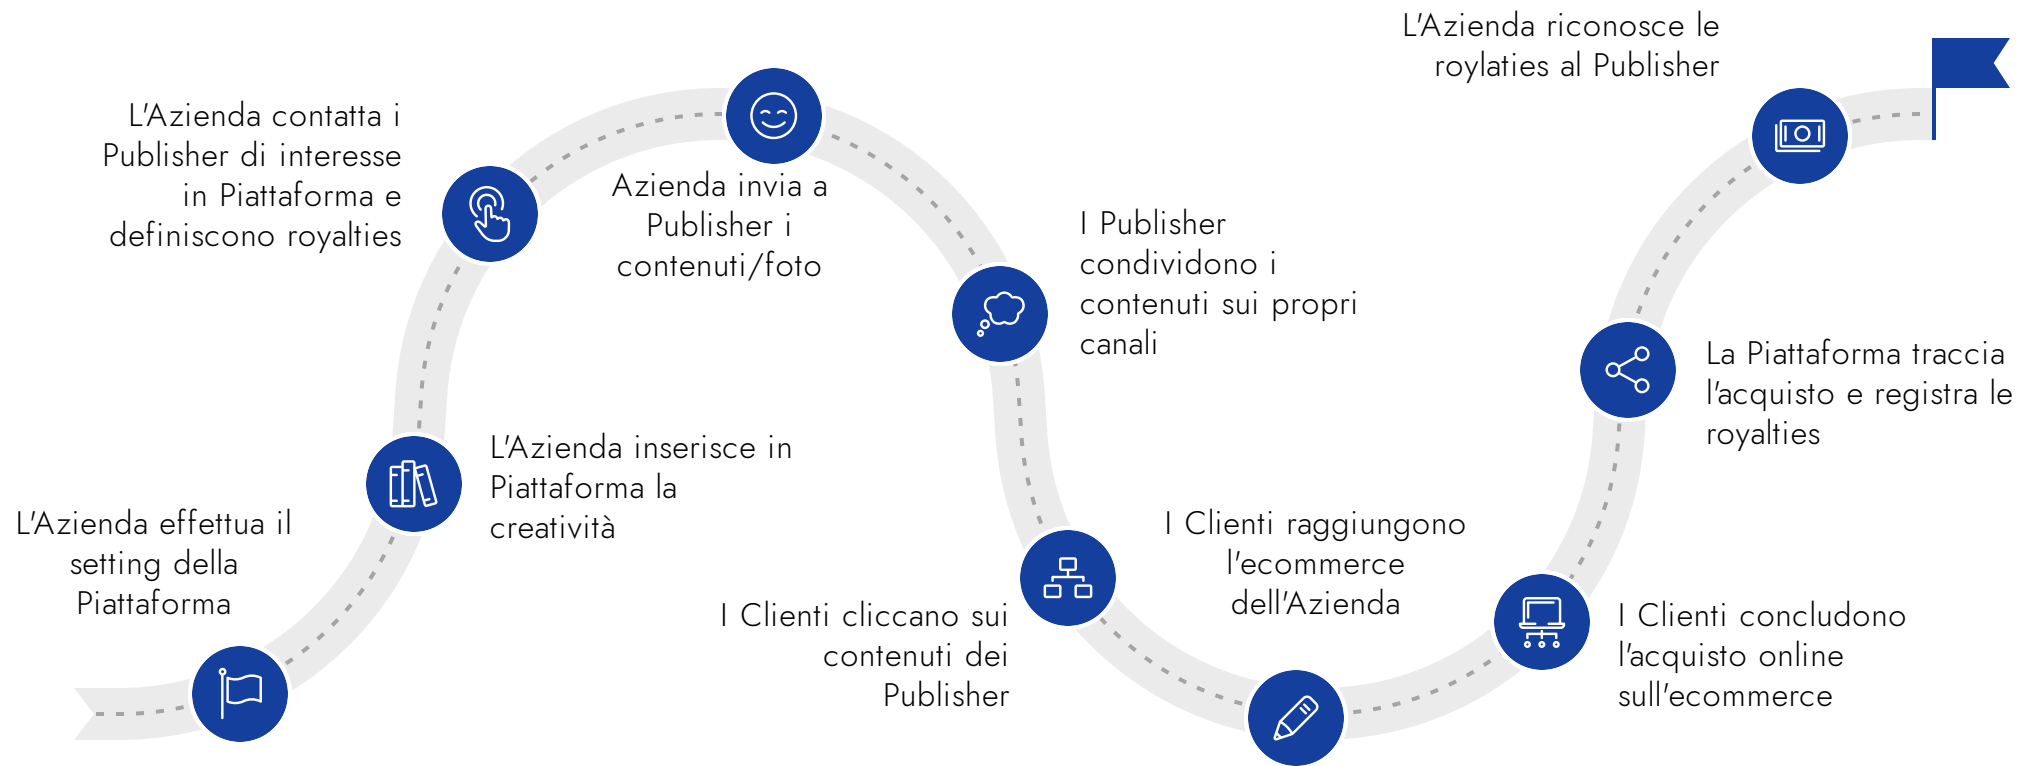 L'Azienda effettua il
setting della
Piattaforma
L'Azienda inserisce in
Piattaforma la
creatività
L'Azienda contatta i
Publisher di interesse
in Piattaforma e
definiscono royalties
Azienda invia a
Publisher i
contenuti/foto
I Publisher
condividono i
contenuti sui propri
canali
I Clienti cliccano sui
contenuti dei
Publisher
I Clienti raggiungono
l'ecommerce
dell'Azienda
I Clienti concludono
l'acquisto online
sull'ecommerce
La Piattaforma traccia
l'acquisto e registra le
royalties
L'Azienda riconosce le
roylaties al Publisher